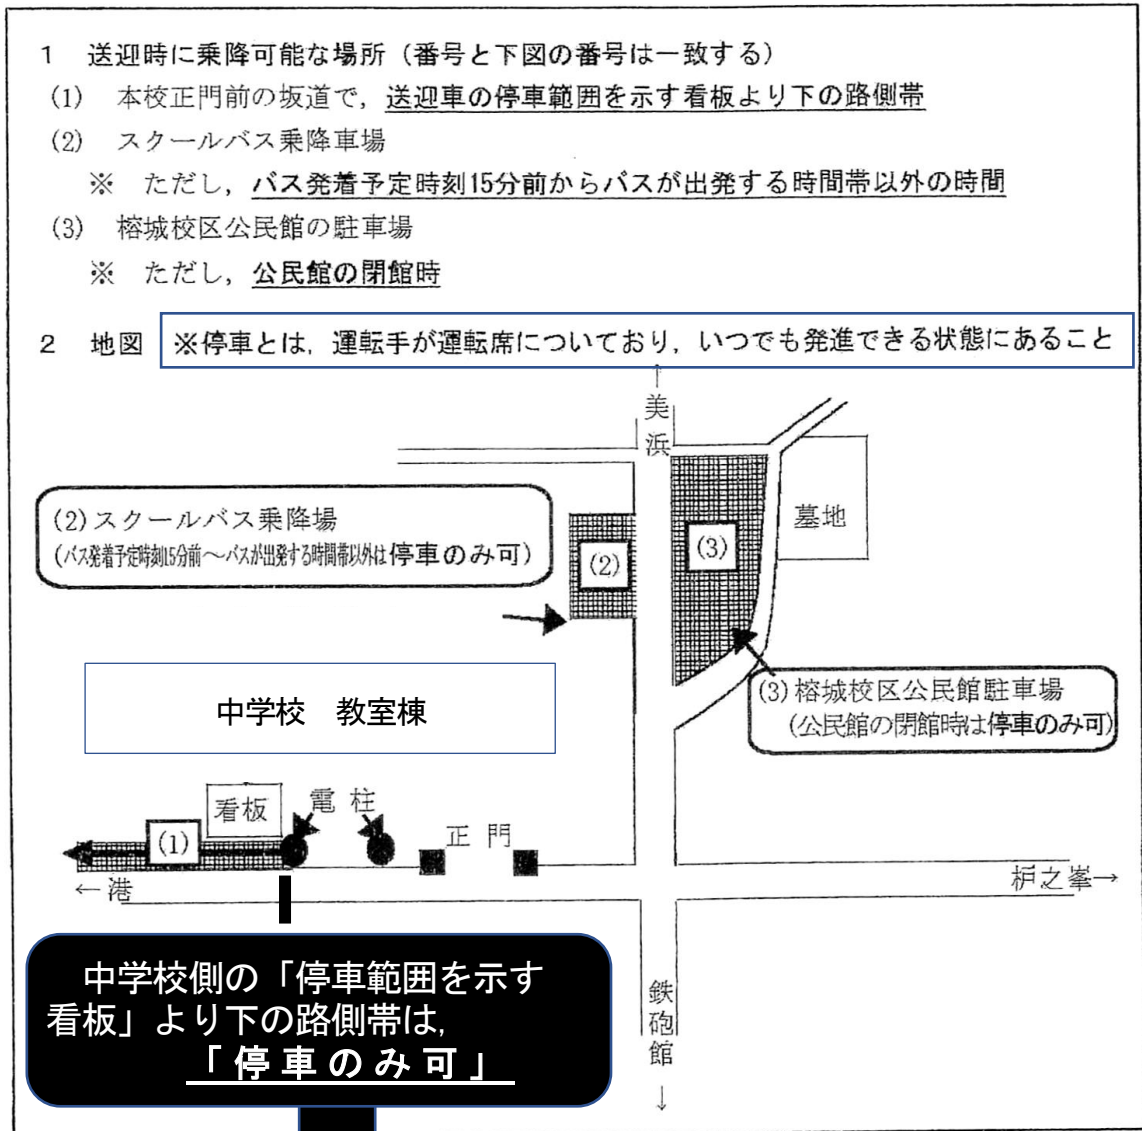 1 送迎時に乗降可能な場所（番号と下図の番号は一致する）
(1) 本校正門前の坂道で，送迎車の停車範囲を示す看板より下の路側帯
(2) スクールバス乗降車場
※ ただし，バス発着予定時刻15分前からバスが出発する時間帯以外の時間
(3) 榕城校区公民館の駐車場
※ ただし，公民館の閉館時
2 地図
※停車とは，運転手が運転席についており，いつでも発進できる状態にあること
↑
美浜
(2)スクールバス乗降場
(バス発着予定時刻15分前～バスが出発する時間帯以外は停車のみ可)
(2)
(3)
墓地
中学校 教室棟
(3)榕城校区公民館駐車場
(公民館の閉館時は停車のみ可)
看板
電柱
(1)
正門
←港
栌之峯→
中学校側の「停車範囲を示す
看板」より下の路側帯は,
「停車のみ可」
鉄砲館
↓